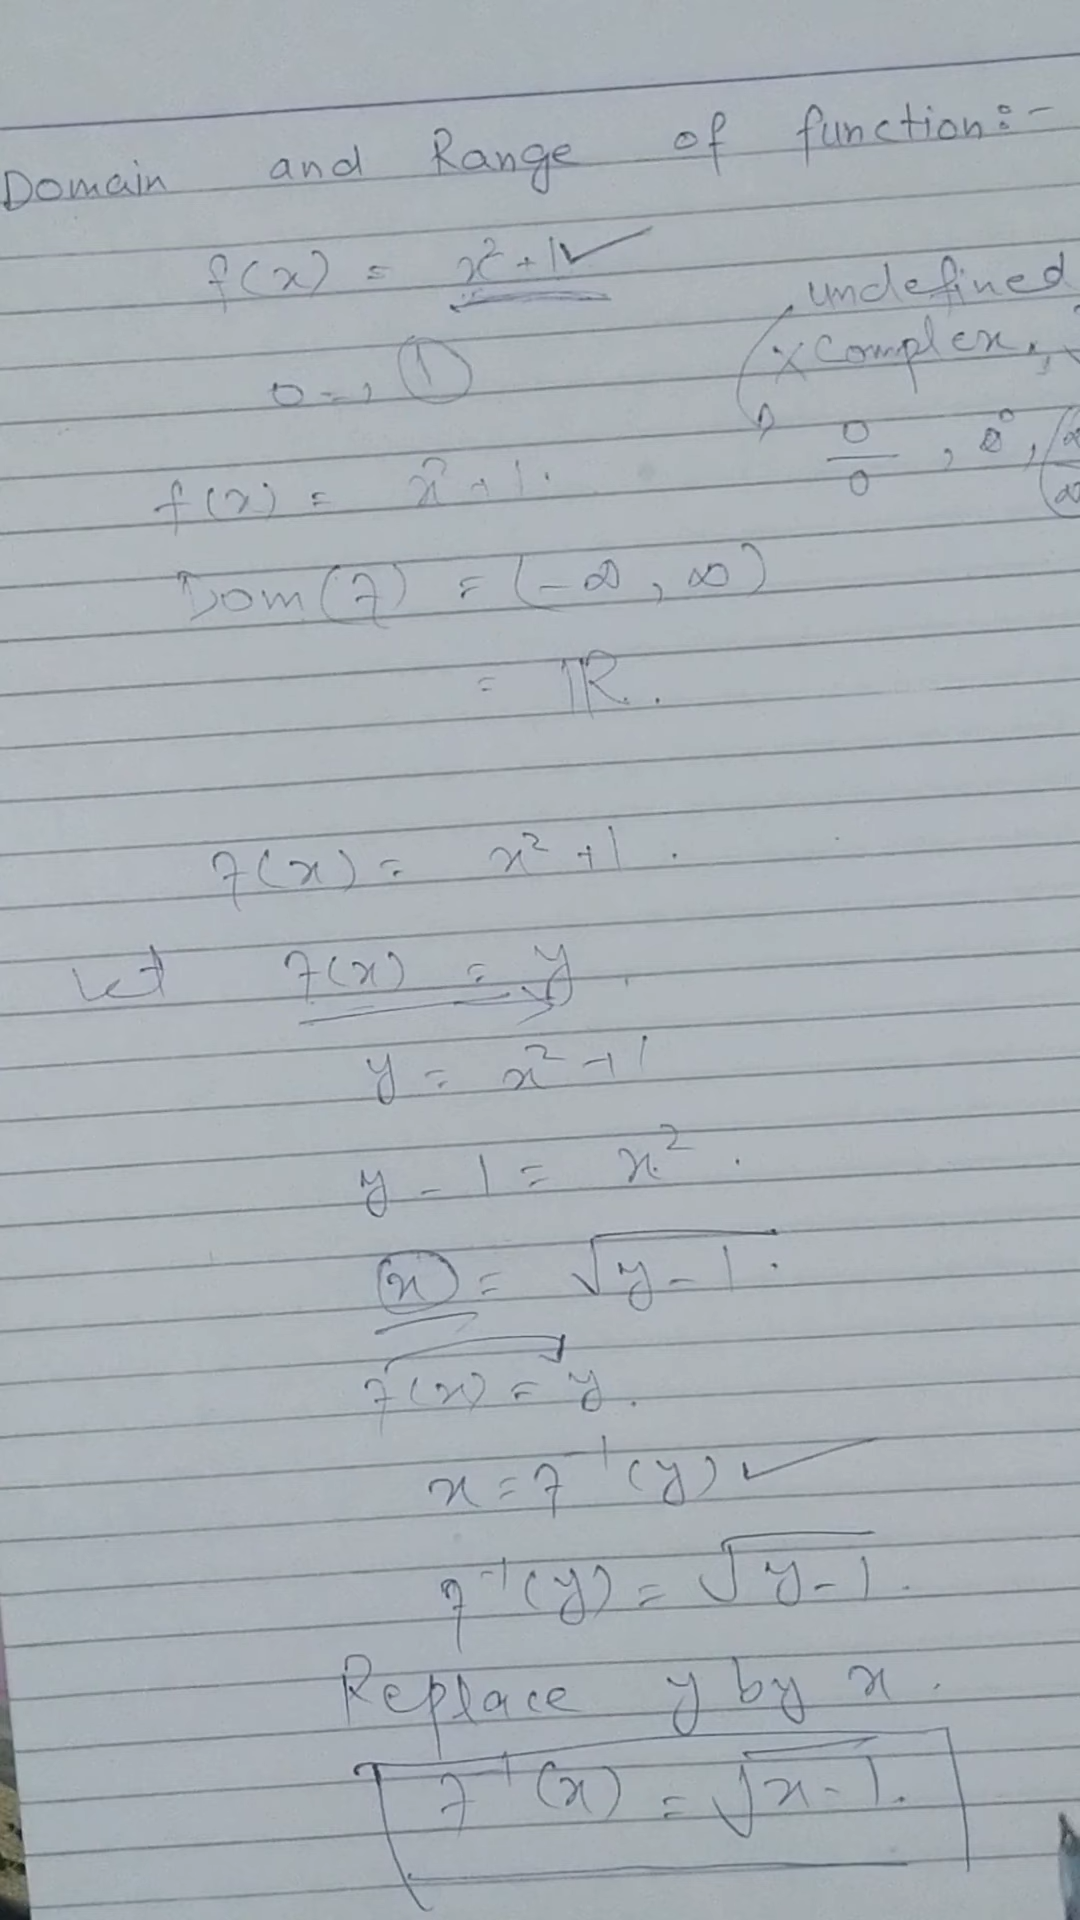 Domain and Range of function:-
f(x) = x² + 1 ✓
undefined
× complex,
0 = , 1
0/0 , 0⁰ ,
f(x) = x² + 1.
Dom(f) = (-∞, ∞)
= ℝ.
f(x) = x² + 1.
Let f(x) = y.
y = x² + 1
y - 1 = x².
x = √(y - 1).
f(x) = y.
x = f⁻¹(y) ✓
f⁻¹(y) = √(y - 1).
Replace y by x.
f⁻¹(x) = √(x - 1).